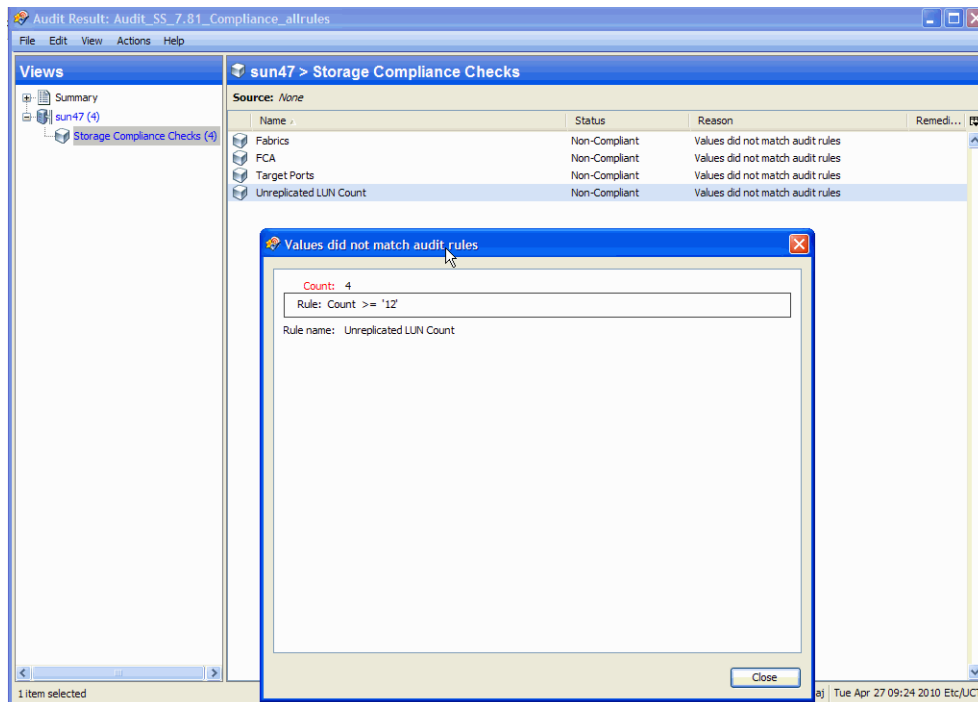 Audit Result: Audit_SS_7.81_Compliance_allrules
File Edit View Actions Help
Views
Summary
sun47 (4)
Storage Compliance Checks (4)
sun47 > Storage Compliance Checks
Source: None
Name Status Reason Remedi...
Fabrics Non-Compliant Values did not match audit rules
FCA Non-Compliant Values did not match audit rules
Target Ports Non-Compliant Values did not match audit rules
Unreplicated LUN Count Non-Compliant Values did not match audit rules
Values did not match audit rules
Count: 4
Rule: Count >= '12'
Rule name: Unreplicated LUN Count
Close
1 item selected
aj Tue Apr 27 09:24 2010 Etc/UCT